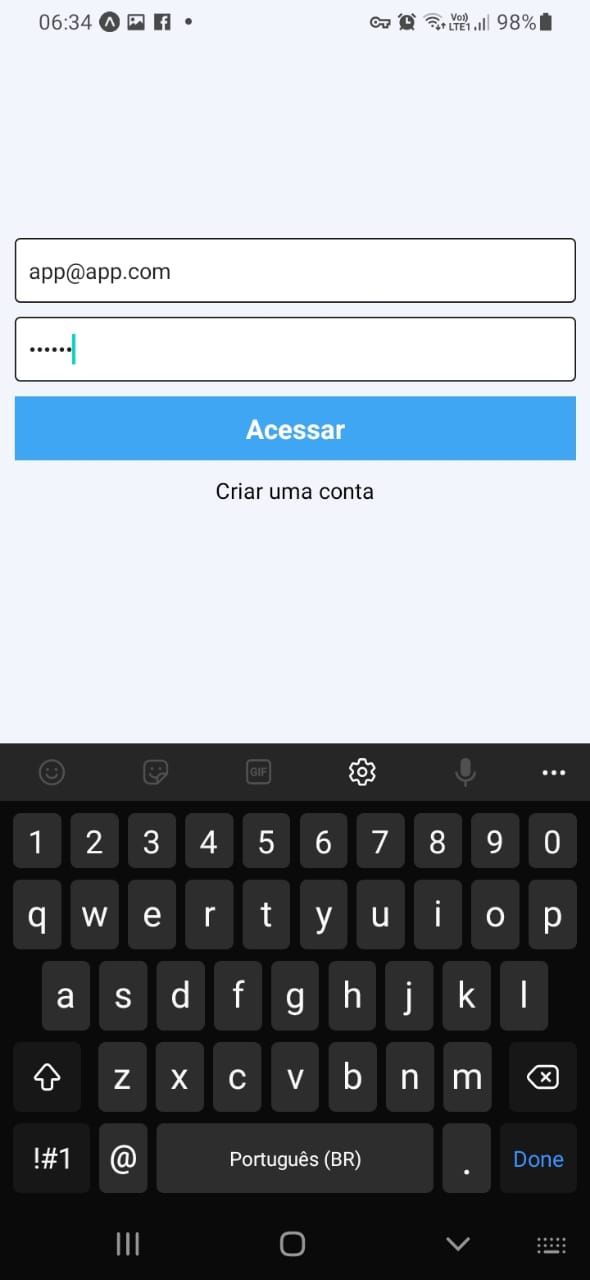 06:34 Vo)) LTE1 98%
app@app.com
••••••
Acessar
Criar uma conta
GIF
1 2 3 4 5 6 7 8 9 0
q w e r t y u i o p
a s d f g h j k l
z x c v b n m
!#1 @ Português (BR) . Done